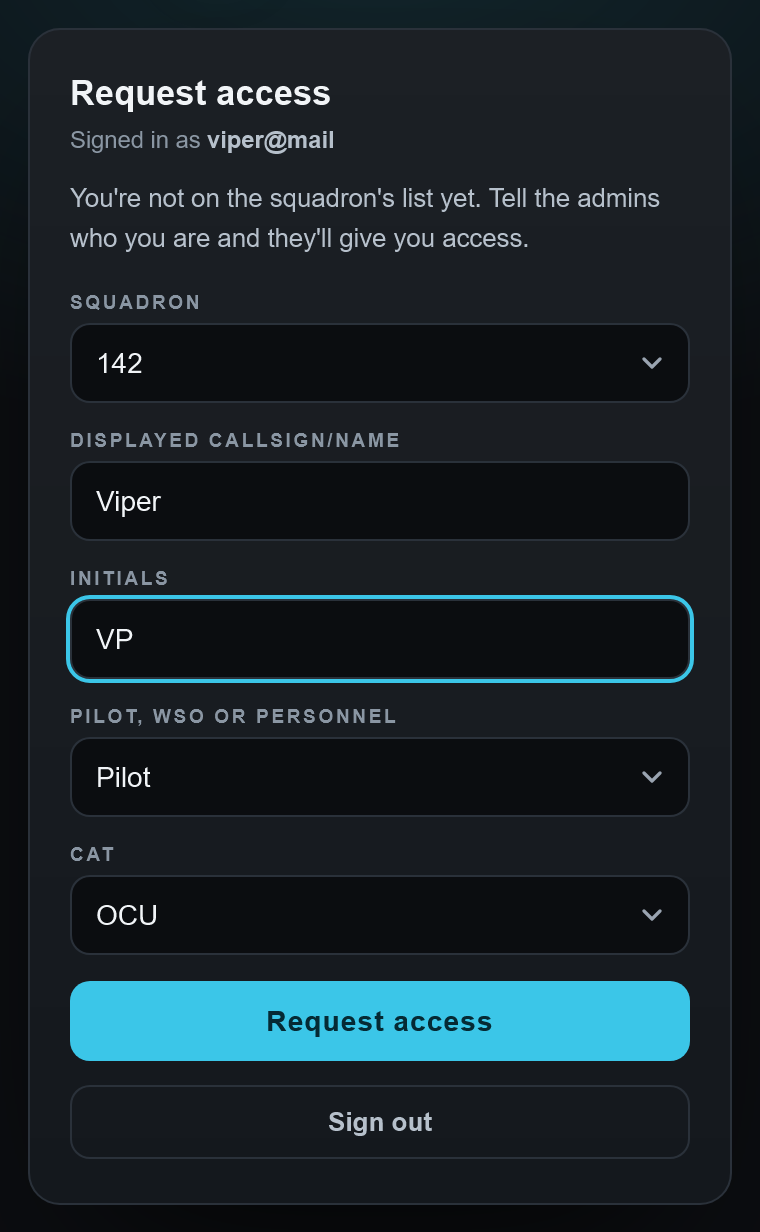 Request access
Signed in as viper@mail
You're not on the squadron's list yet. Tell the admins
who you are and they'll give you access.
SQUADRON
142
DISPLAYED CALLSIGN/NAME
Viper
INITIALS
VP
PILOT, WSO OR PERSONNEL
Pilot
CAT
OCU
Request access
Sign out